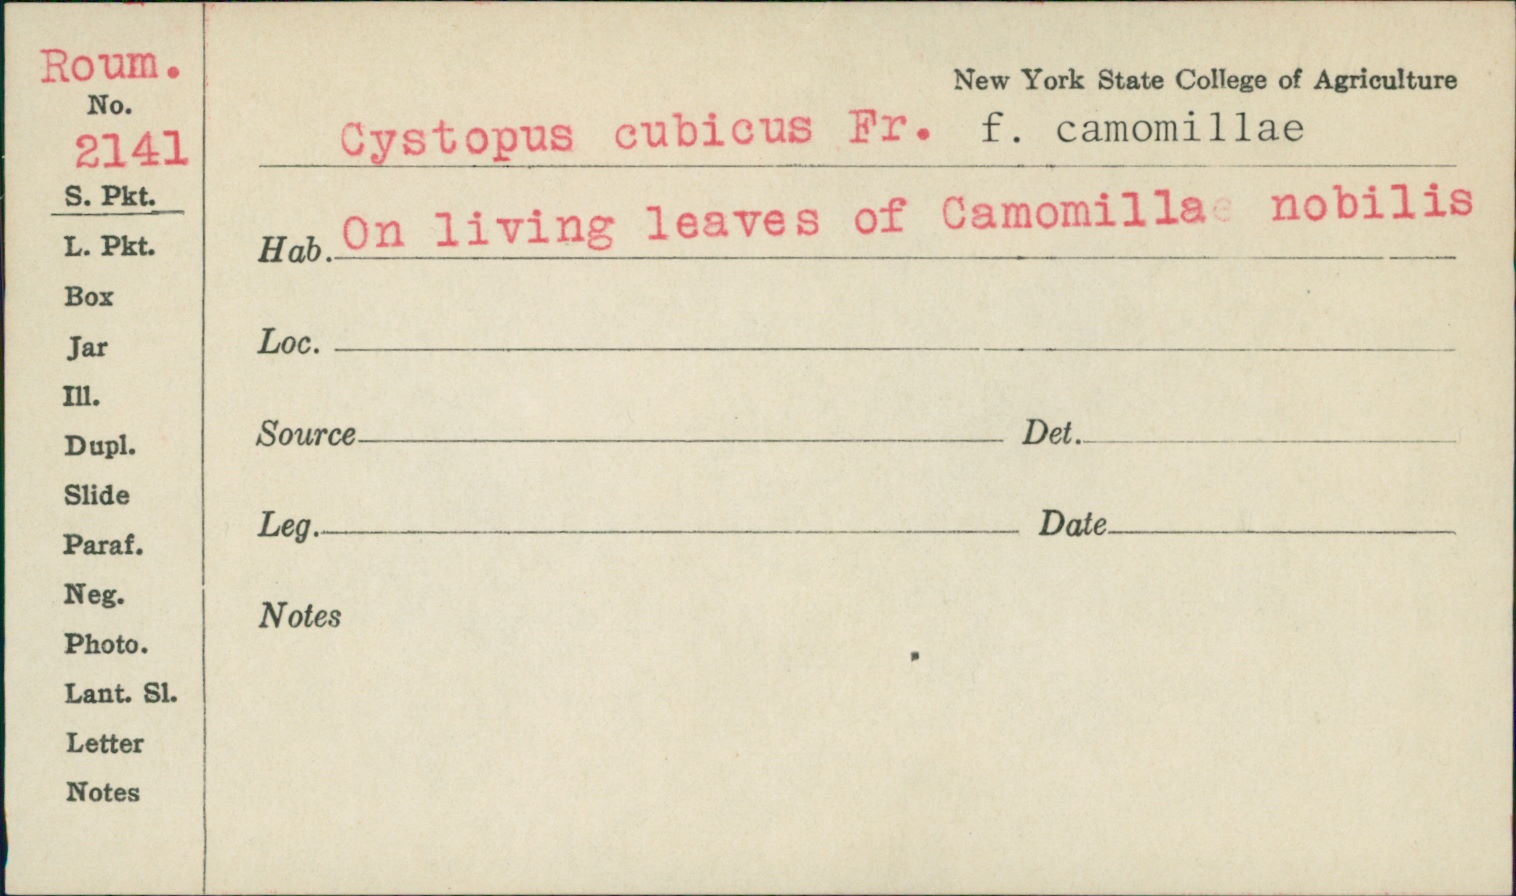 Roum.
No.
2141
S. Pkt.
L. Pkt.
Box
Jar
Ill.
Dupl.
Slide
Paraf.
Neg.
Photo.
Lant. Sl.
Letter
Notes
New York State College of Agriculture
Cystopus cubicus Fr. f. camomillae
Hab. On living leaves of Camomillae nobilis
Loc.
Source Det.
Leg. Date
Notes